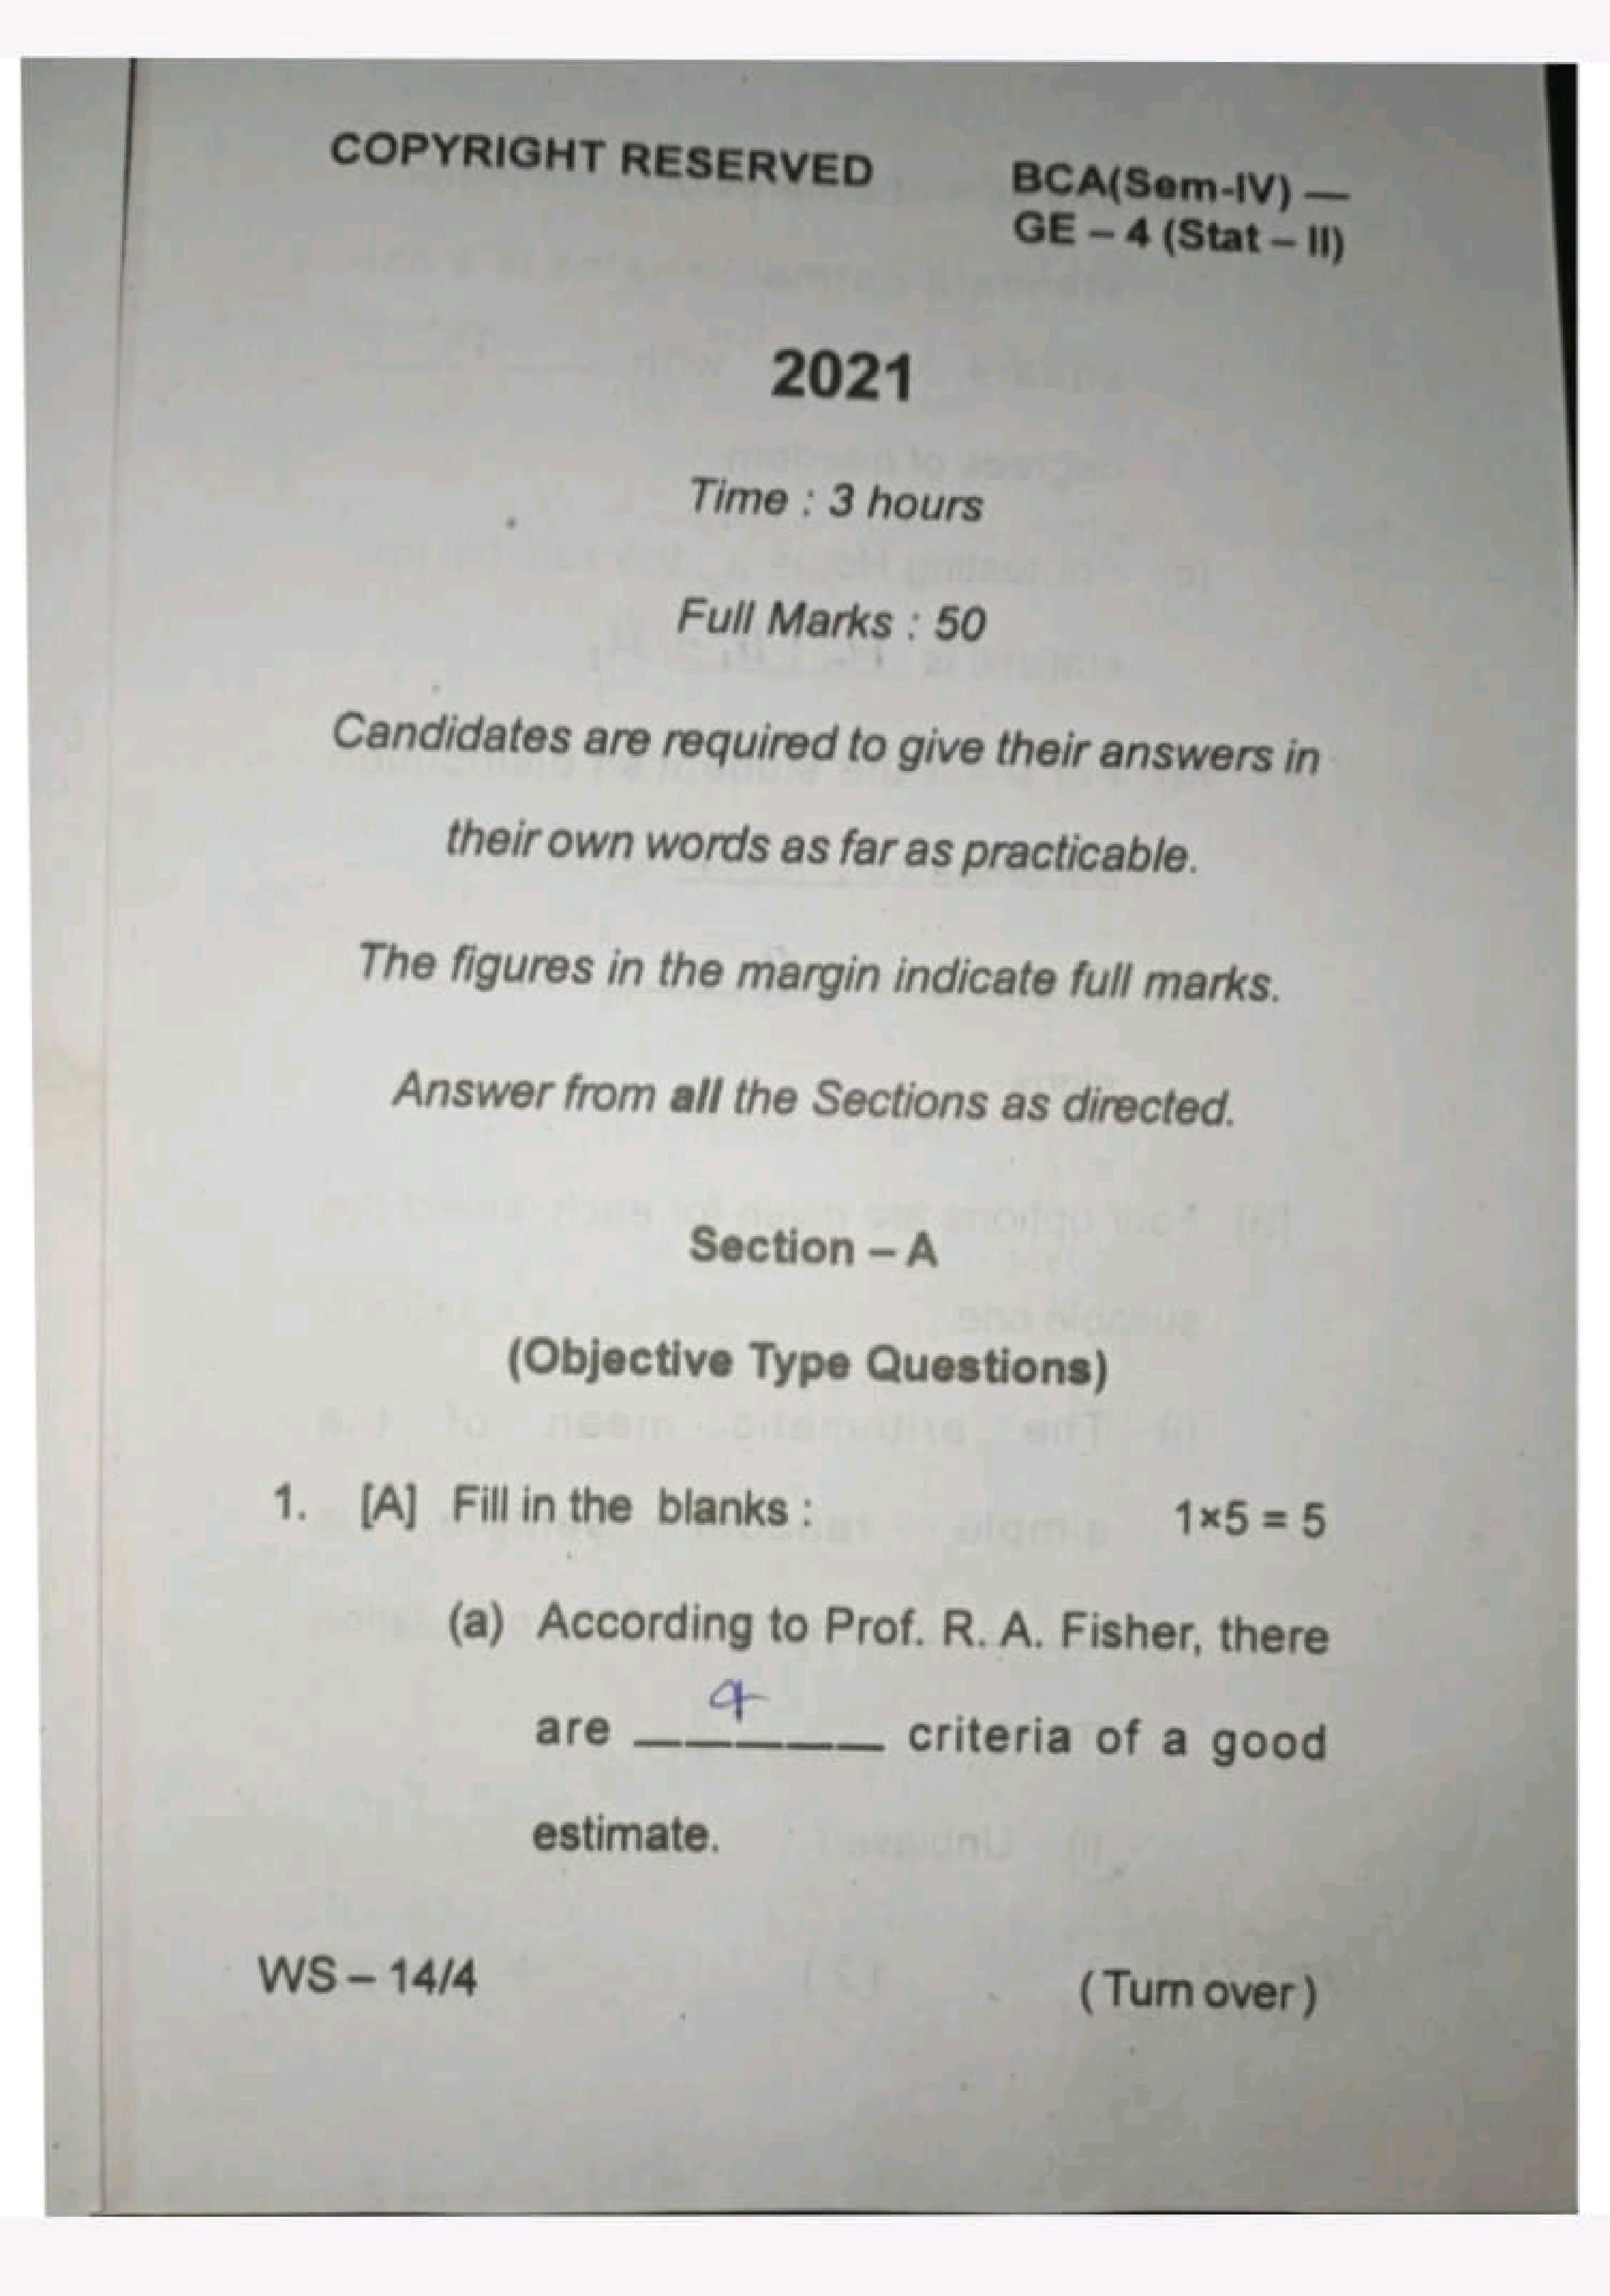 COPYRIGHT RESERVED
BCA(Sem-IV) —
GE – 4 (Stat – II)
2021
Time : 3 hours
Full Marks : 50
Candidates are required to give their answers in
their own words as far as practicable.
The figures in the margin indicate full marks.
Answer from all the Sections as directed.
Section – A
(Objective Type Questions)
1. [A] Fill in the blanks : 1×5 = 5
(a) According to Prof. R. A. Fisher, there
are 4 criteria of a good
estimate.
WS – 14/4
(Turn over)